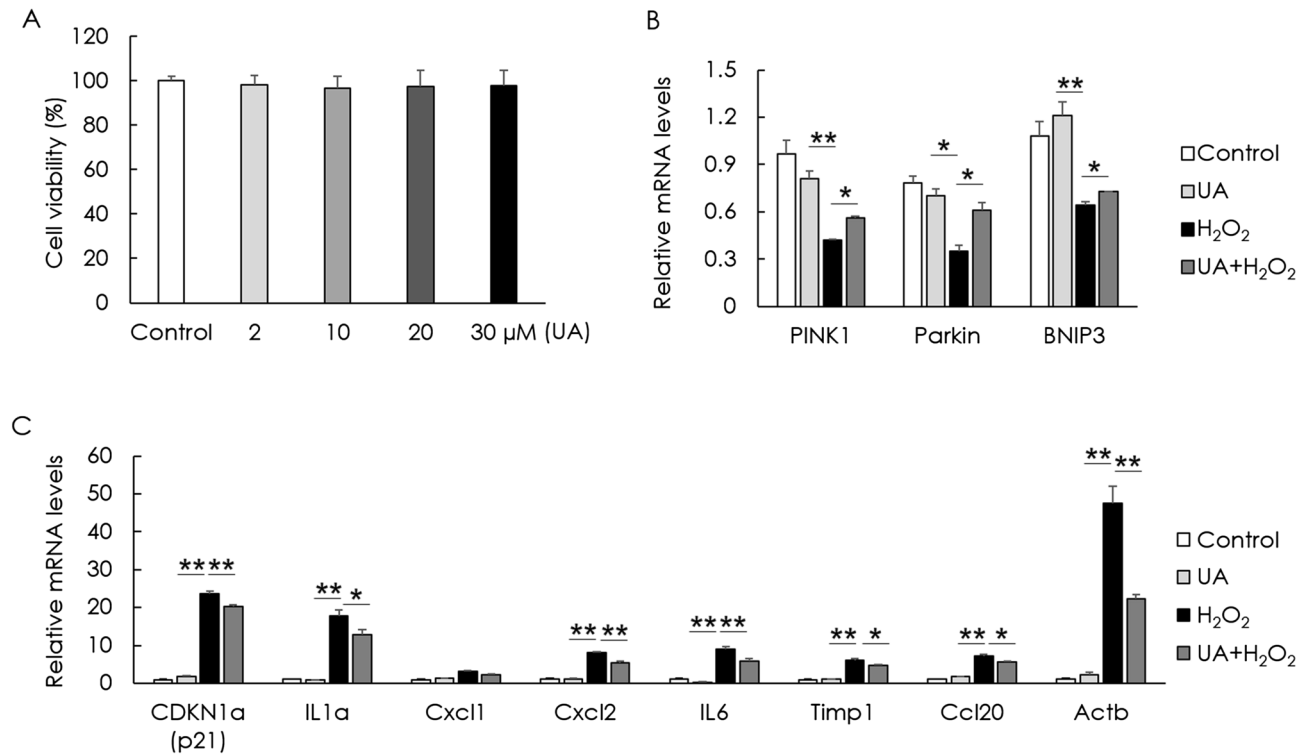 A
120
100
80
60
40
20
0
Cell viability (%)
Control 2 10 20 30 µM (UA)
B
1.5
1.2
0.9
0.6
0.3
0
Relative mRNA levels
** * * * ** *
PINK1 Parkin BNIP3
Control
UA
H₂O₂
UA+H₂O₂
C
60
50
40
30
20
10
0
Relative mRNA levels
** ** ** * ** ** ** ** ** * ** * ** **
CDKN1a IL1a Cxcl1 Cxcl2 IL6 Timp1 Ccl20 Actb
(p21)
Control
UA
H₂O₂
UA+H₂O₂